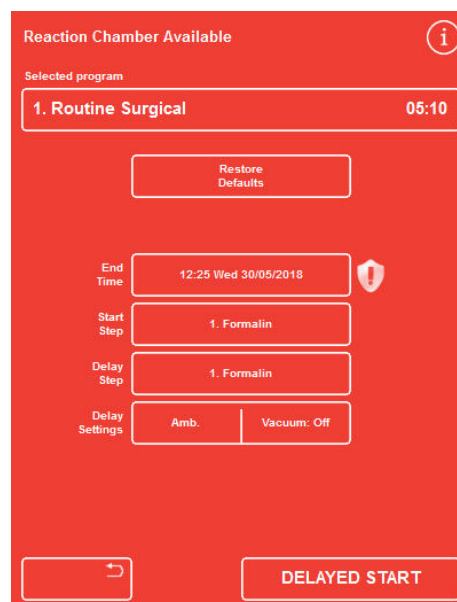 Reaction Chamber Available
i
Selected program
1. Routine Surgical 05:10
Restore
Defaults
End
Time
12:25 Wed 30/05/2018
!
Start
Step
1. Formalin
Delay
Step
1. Formalin
Delay
Settings
Amb.
Vacuum: Off
DELAYED START